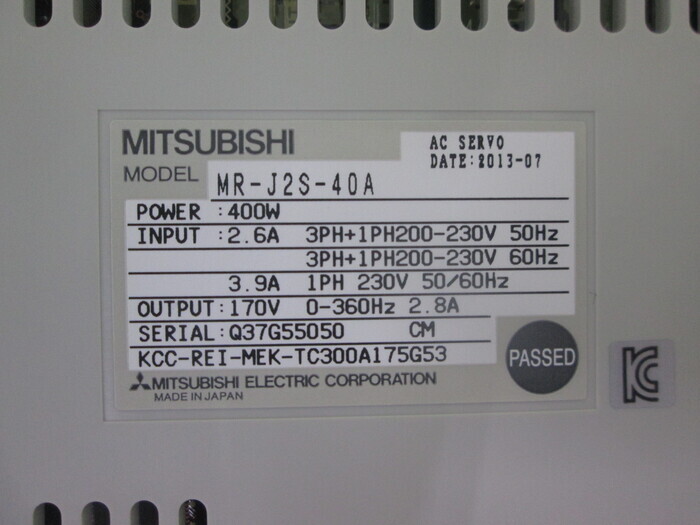 MITSUBISHI
AC SERVO
DATE:2013-07
MODEL MR-J2S-40A
POWER :400W
INPUT :2.6A 3PH+1PH200-230V 50Hz
3PH+1PH200-230V 60Hz
3.9A 1PH 230V 50/60Hz
OUTPUT:170V 0-360Hz 2.8A
SERIAL:Q37G55050 CM
KCC-REI-MEK-TC300A175G53
PASSED
MITSUBISHI ELECTRIC CORPORATION
MADE IN JAPAN
KC